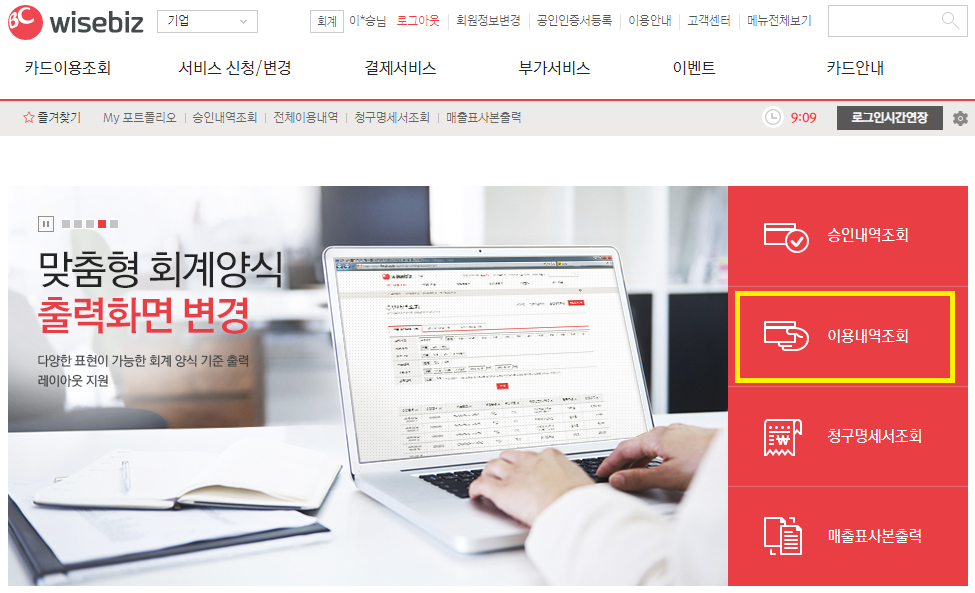 BC wisebiz
기업
회계 이*승님 로그아웃 회원정보변경 공인인증서등록 이용안내 고객센터 메뉴전체보기
카드이용조회 서비스 신청/변경 결제서비스 부가서비스 이벤트 카드안내
즐겨찾기 My 포트폴리오 승인내역조회 전체이용내역 청구명세서조회 매출표사본출력 9:09 로그인시간연장
맞춤형 회계양식
출력화면 변경
다양한 표현이 가능한 회계 양식 기준 출력
레이아웃 지원
wisebiz
승인내역조회
이용내역조회
청구명세서조회
매출표사본출력